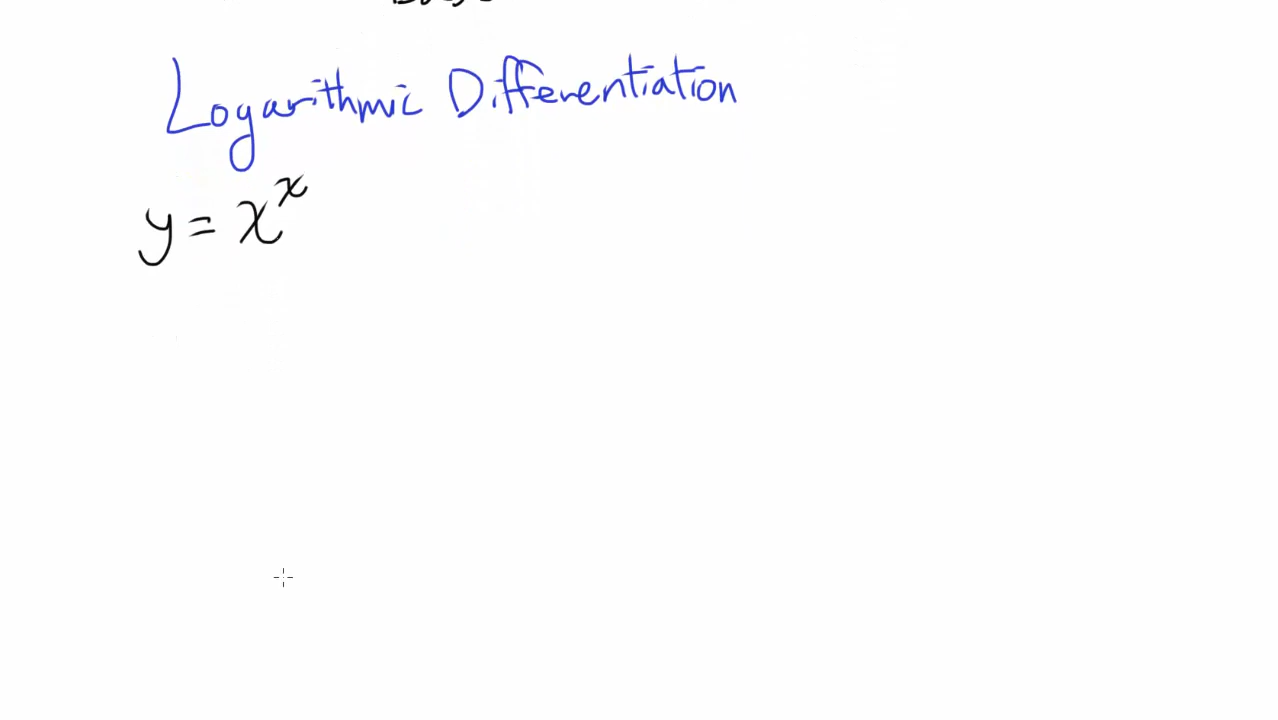 Logarithmic Differentiation
y = x^x